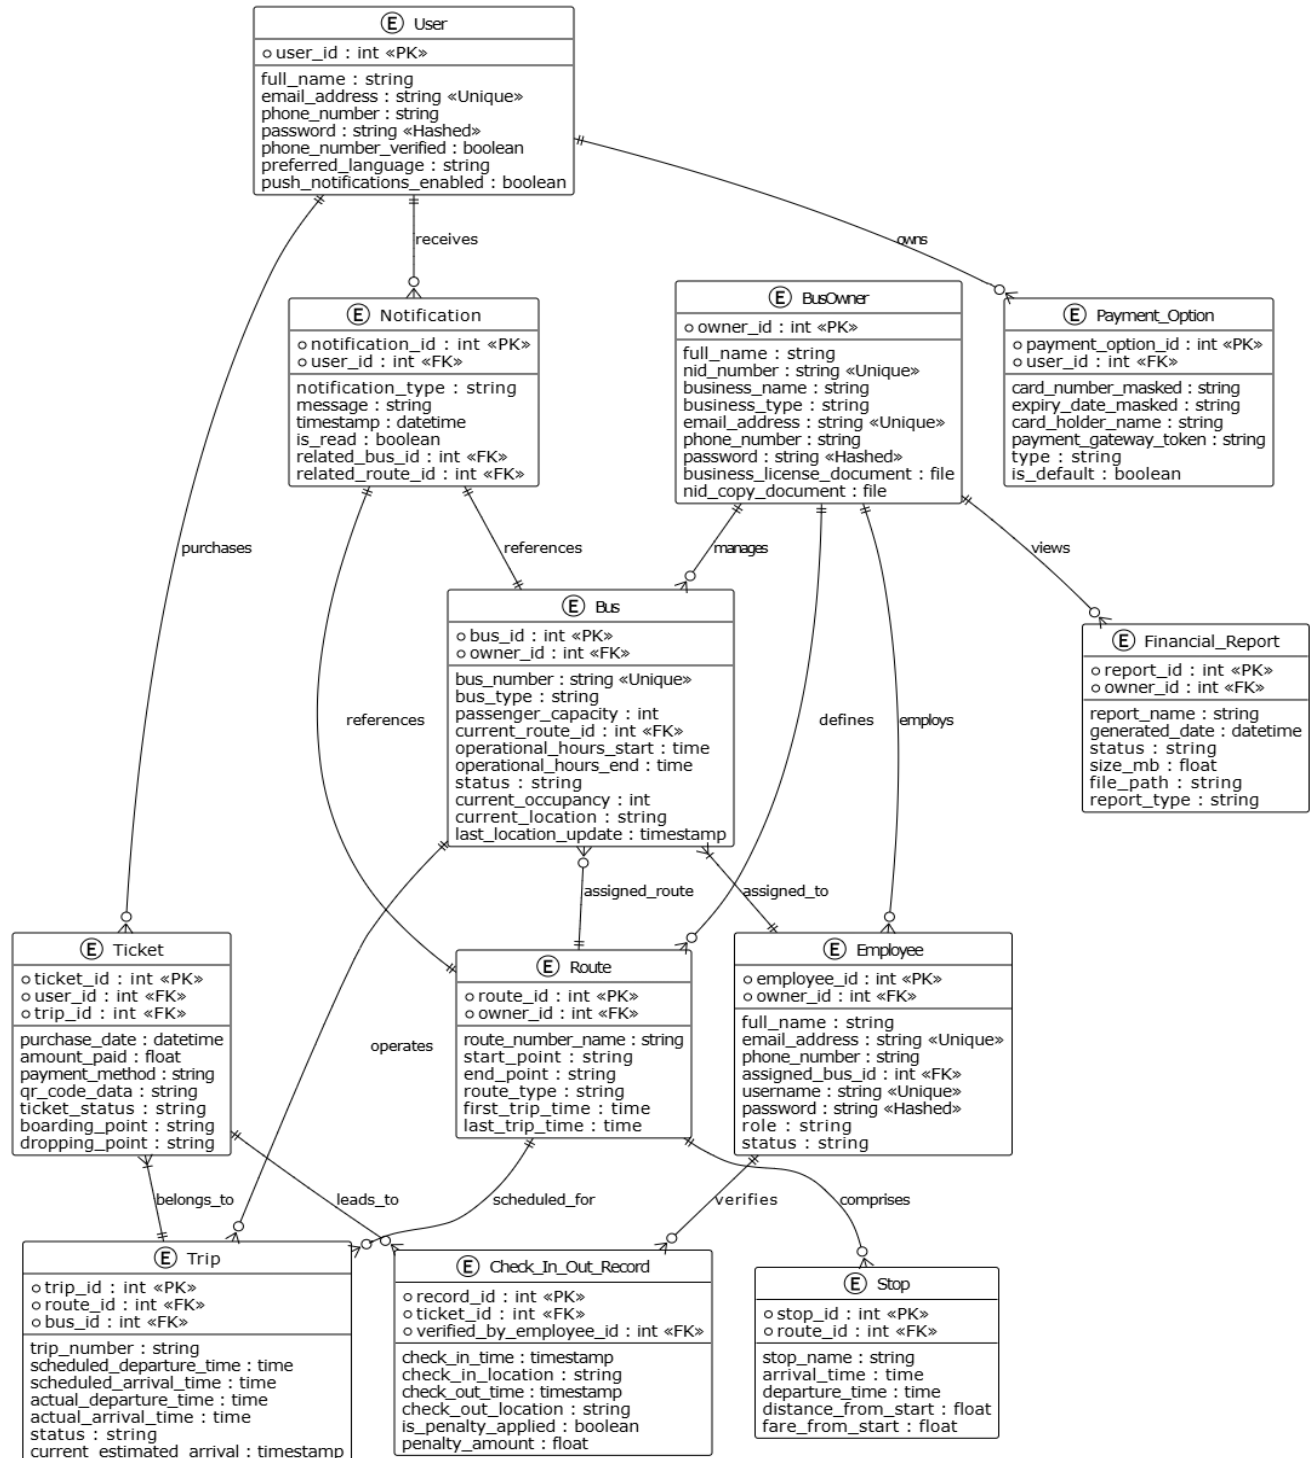 E User
user_id : int «PK»
full_name : string
email_address : string «Unique»
phone_number : string
password : string «Hashed»
phone_number_verified : boolean
preferred_language : string
push_notifications_enabled : boolean
receives
owns
E Notification
notification_id : int «PK»
user_id : int «FK»
notification_type : string
message : string
timestamp : datetime
is_read : boolean
related_bus_id : int «FK»
related_route_id : int «FK»
E BusOwner
owner_id : int «PK»
full_name : string
nid_number : string «Unique»
business_name : string
business_type : string
email_address : string «Unique»
phone_number : string
password : string «Hashed»
business_license_document : file
nid_copy_document : file
E Payment_Option
payment_option_id : int «PK»
user_id : int «FK»
card_number_masked : string
expiry_date_masked : string
card_holder_name : string
payment_gateway_token : string
type : string
is_default : boolean
purchases
references
manages
views
E Bus
bus_id : int «PK»
owner_id : int «FK»
bus_number : string «Unique»
bus_type : string
passenger_capacity : int
current_route_id : int «FK»
operational_hours_start : time
operational_hours_end : time
status : string
current_occupancy : int
current_location : string
last_location_update : timestamp
E Financial_Report
report_id : int «PK»
owner_id : int «FK»
report_name : string
generated_date : datetime
status : string
size_mb : float
file_path : string
report_type : string
references
defines
employs
assigned_route
assigned_to
E Ticket
ticket_id : int «PK»
user_id : int «FK»
trip_id : int «FK»
purchase_date : datetime
amount_paid : float
payment_method : string
qr_code_data : string
ticket_status : string
boarding_point : string
dropping_point : string
operates
E Route
route_id : int «PK»
owner_id : int «FK»
route_number_name : string
start_point : string
end_point : string
route_type : string
first_trip_time : time
last_trip_time : time
E Employee
employee_id : int «PK»
owner_id : int «FK»
full_name : string
email_address : string «Unique»
phone_number : string
assigned_bus_id : int «FK»
username : string «Unique»
password : string «Hashed»
role : string
status : string
belongs_to
leads_to
scheduled_for
verifies
comprises
E Trip
trip_id : int «PK»
route_id : int «FK»
bus_id : int «FK»
trip_number : string
scheduled_departure_time : time
scheduled_arrival_time : time
actual_departure_time : time
actual_arrival_time : time
status : string
current_estimated_arrival : timestamp
E Check_In_Out_Record
record_id : int «PK»
ticket_id : int «FK»
verified_by_employee_id : int «FK»
check_in_time : timestamp
check_in_location : string
check_out_time : timestamp
check_out_location : string
is_penalty_applied : boolean
penalty_amount : float
E Stop
stop_id : int «PK»
route_id : int «FK»
stop_name : string
arrival_time : time
departure_time : time
distance_from_start : float
fare_from_start : float